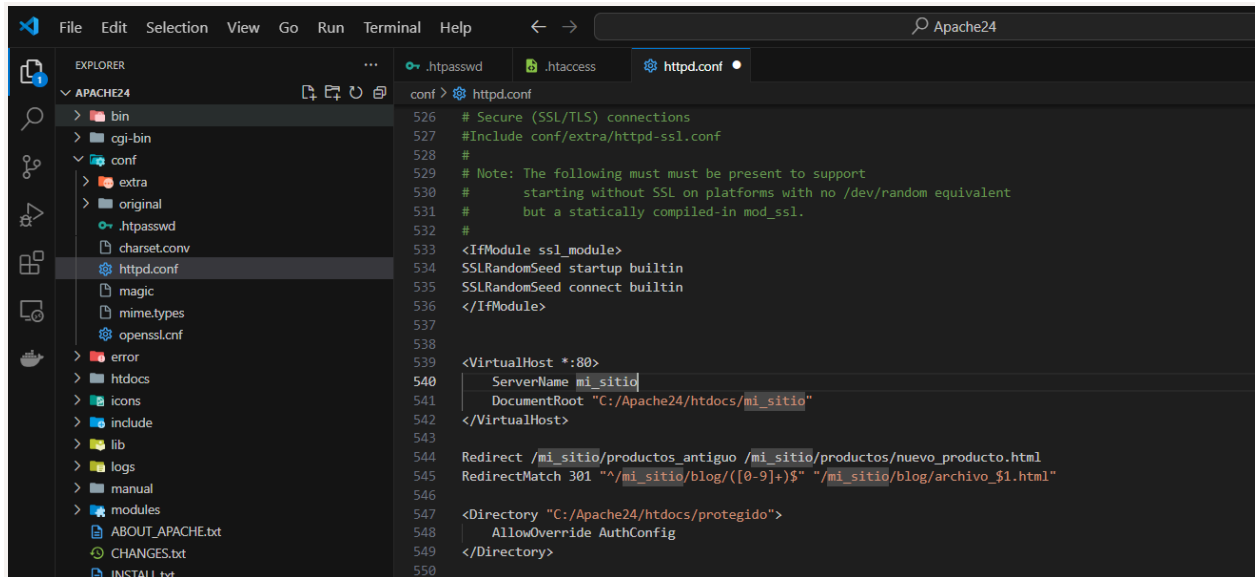 File Edit Selection View Go Run Terminal Help
Apache24
EXPLORER
APACHE24
bin
cgi-bin
conf
extra
original
.htpasswd
charset.conv
httpd.conf
magic
mime.types
openssl.cnf
error
htdocs
icons
include
lib
logs
manual
modules
ABOUT_APACHE.txt
CHANGES.txt
INSTALL.txt
1
.htpasswd .htaccess httpd.conf
conf > httpd.conf
526 # Secure (SSL/TLS) connections
527 #Include conf/extra/httpd-ssl.conf
528 #
529 # Note: The following must must be present to support
530 #       starting without SSL on platforms with no /dev/random equivalent
531 #       but a statically compiled-in mod_ssl.
532 #
533 <IfModule ssl_module>
534 SSLRandomSeed startup builtin
535 SSLRandomSeed connect builtin
536 </IfModule>
537
538
539 <VirtualHost *:80>
540     ServerName mi_sitio
541     DocumentRoot "C:/Apache24/htdocs/mi_sitio"
542 </VirtualHost>
543
544 Redirect /mi_sitio/productos_antiguo /mi_sitio/productos/nuevo_producto.html
545 RedirectMatch 301 "^/mi_sitio/blog/([0-9]+)$" "/mi_sitio/blog/archivo_$1.html"
546
547 <Directory "C:/Apache24/htdocs/protegido">
548     AllowOverride AuthConfig
549 </Directory>
550